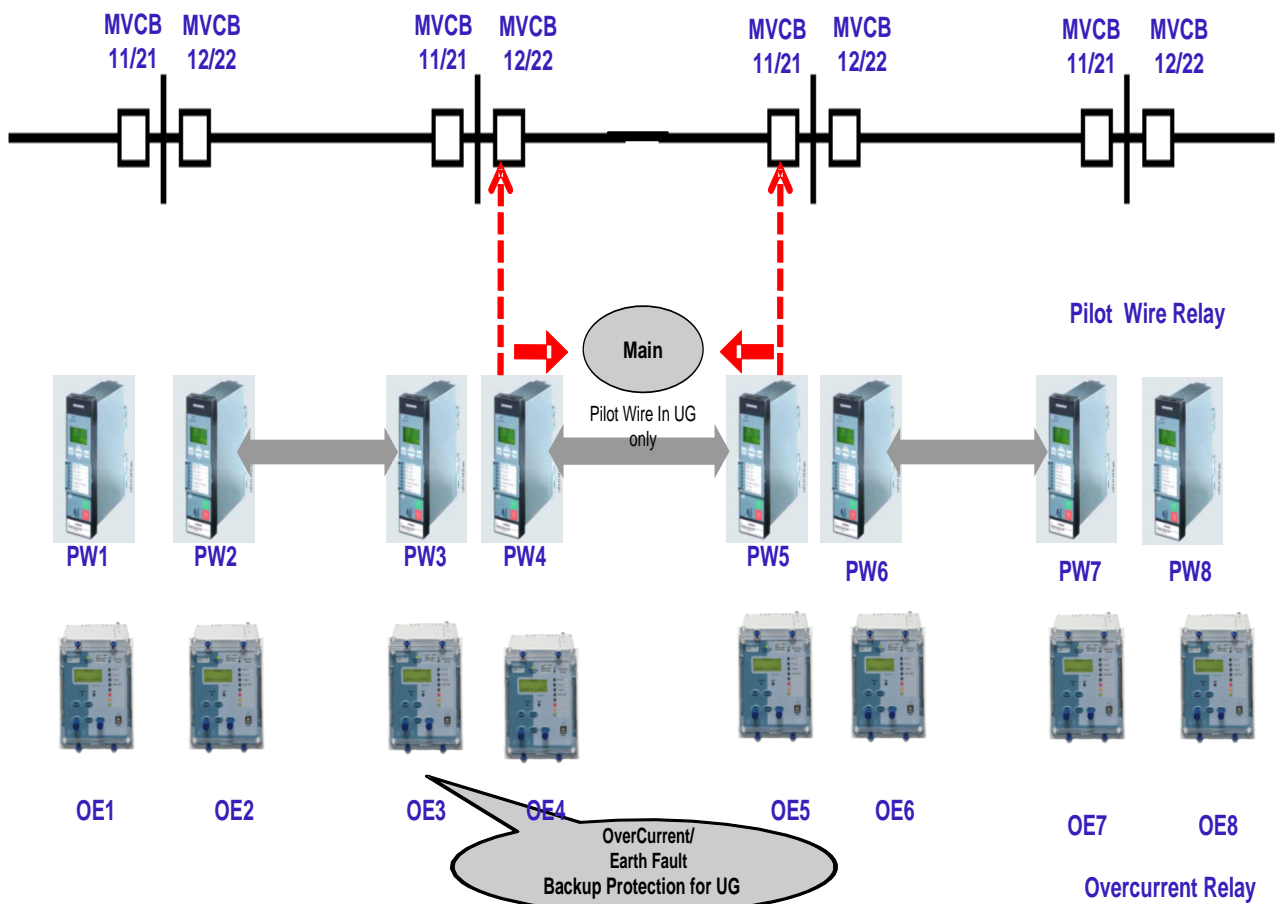 MVCB
11/21
MVCB
12/22
MVCB
11/21
MVCB
12/22
MVCB
11/21
MVCB
12/22
MVCB
11/21
MVCB
12/22
Pilot Wire Relay
Main
Pilot Wire In UG
only
PW1
PW2
PW3
PW4
PW5
PW6
PW7
PW8
OE1
OE2
OE3
OE4
OE5
OE6
OE7
OE8
OverCurrent/
Earth Fault
Backup Protection for UG
Overcurrent Relay